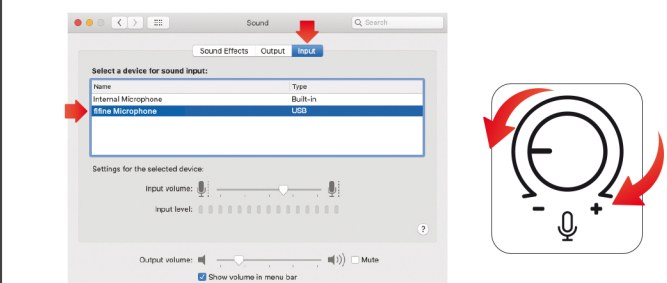 Sound
Search
Sound Effects Output Input
Select a device for sound input:
Name Type
Internal Microphone Built-in
fifine Microphone USB
Settings for the selected device:
Input volume:
Input level:
?
Output volume: Mute
Show volume in menu bar
- +